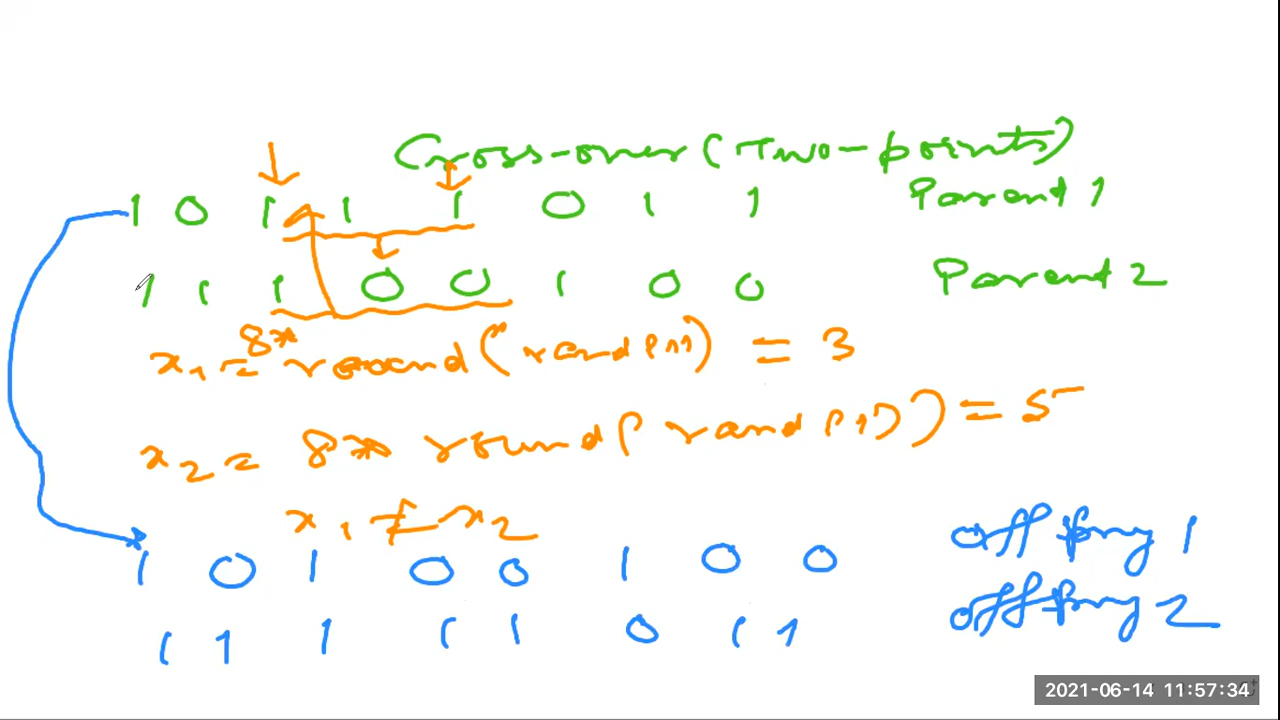 Cross-over (Two-points)
1 0 1 1 1 0 1 1 Parent 1
1 1 1 0 0 1 0 0 Parent 2
x1 = 8* round(rand(1)) = 3
x2 = 8* round(rand(1)) = 5
x1 ≠ x2
1 0 1 0 0 1 0 0 offspring 1
1 1 1 1 1 0 1 1 offspring 2
2021-06-14 11:57:34